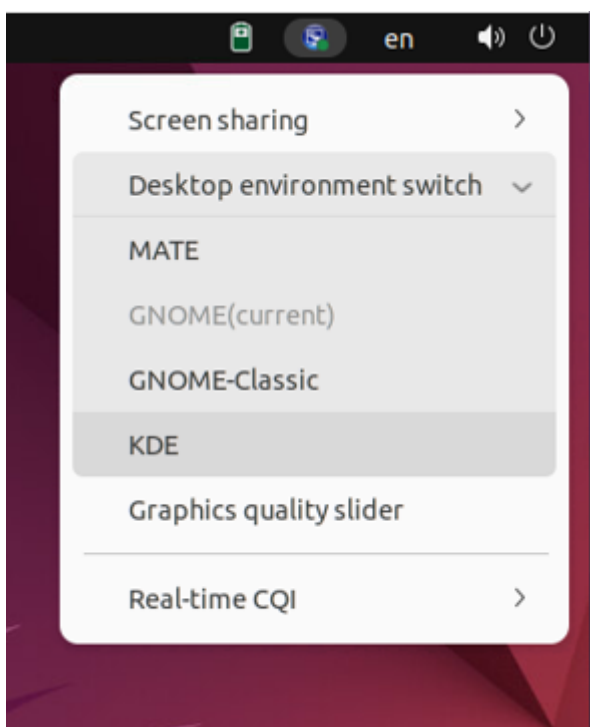 en
Screen sharing
Desktop environment switch
MATE
GNOME(current)
GNOME-Classic
KDE
Graphics quality slider
Real-time CQI